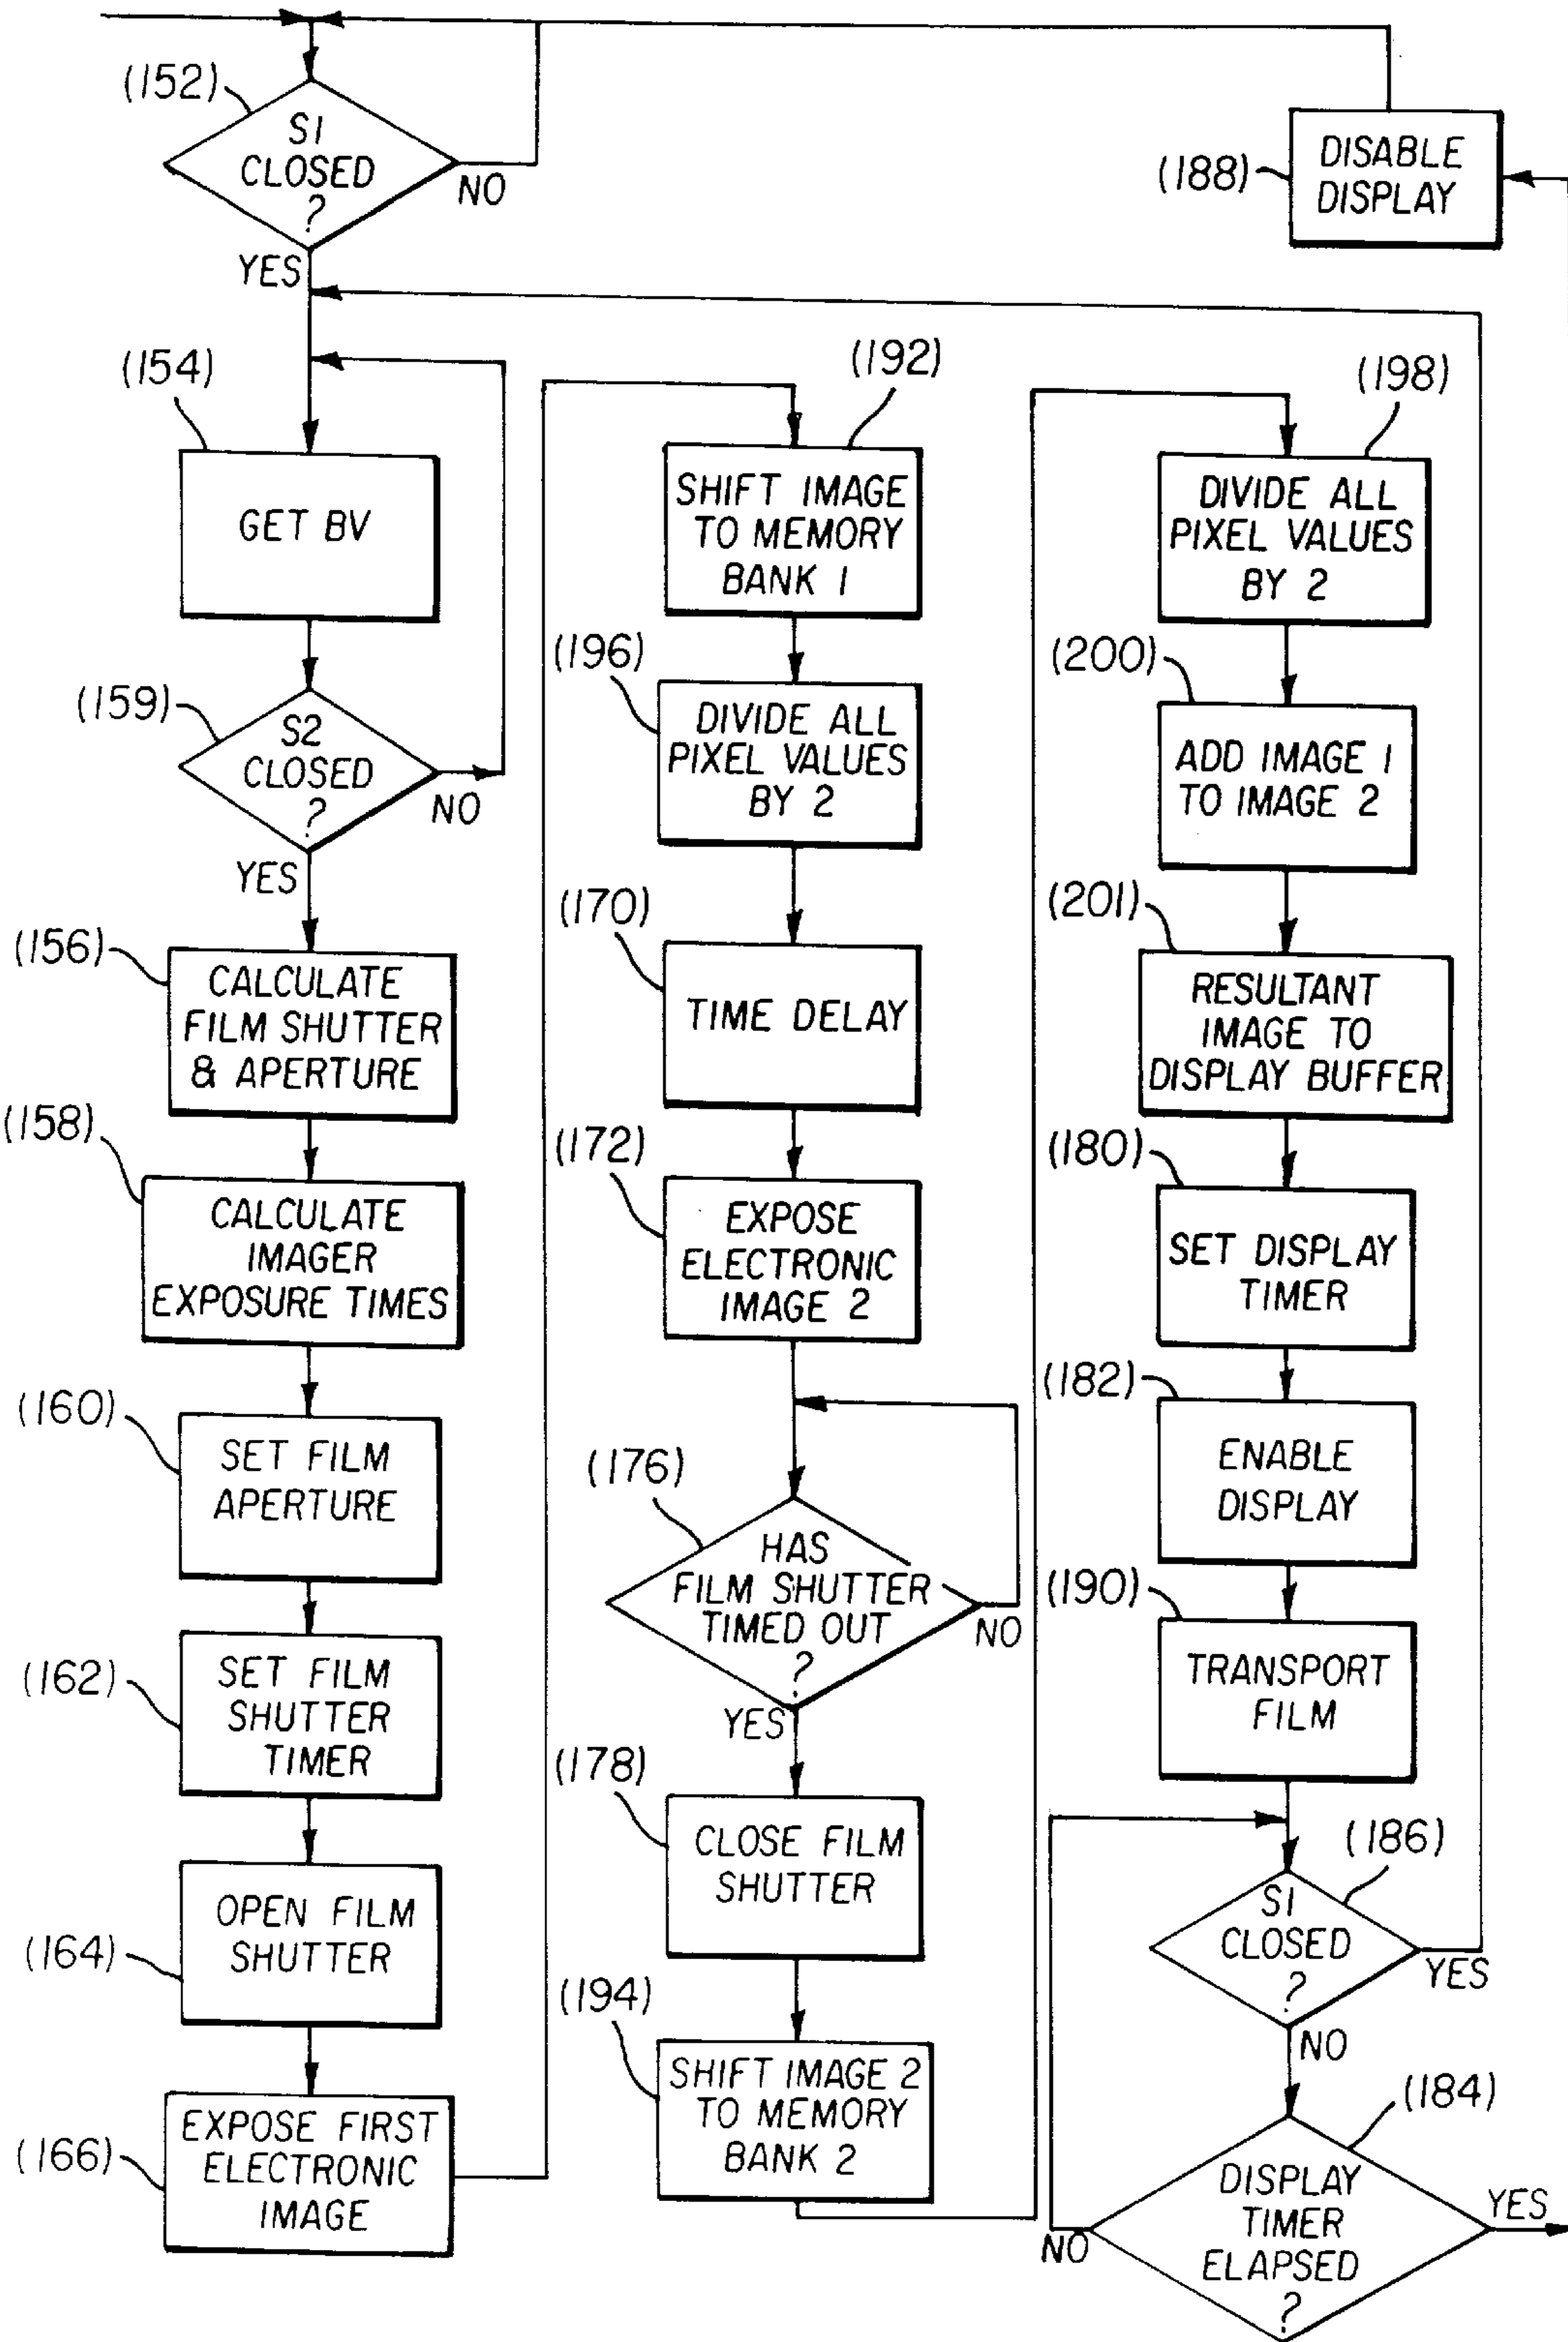 (152)
S1
CLOSED
?
NO
YES
(188)
DISABLE
DISPLAY
(154)
GET BV
(159)
S2
CLOSED
?
NO
YES
(156)
CALCULATE
FILM SHUTTER
& APERTURE
(158)
CALCULATE
IMAGER
EXPOSURE TIMES
(160)
SET FILM
APERTURE
(162)
SET FILM
SHUTTER
TIMER
(164)
OPEN FILM
SHUTTER
(166)
EXPOSE FIRST
ELECTRONIC
IMAGE
(192)
SHIFT IMAGE
TO MEMORY
BANK 1
(196)
DIVIDE ALL
PIXEL VALUES
BY 2
(170)
TIME DELAY
(172)
EXPOSE
ELECTRONIC
IMAGE 2
(176)
HAS
FILM SHUTTER
TIMED OUT
?
NO
YES
(178)
CLOSE FILM
SHUTTER
(194)
SHIFT IMAGE 2
TO MEMORY
BANK 2
(198)
DIVIDE ALL
PIXEL VALUES
BY 2
(200)
ADD IMAGE 1
TO IMAGE 2
(201)
RESULTANT
IMAGE TO
DISPLAY BUFFER
(180)
SET DISPLAY
TIMER
(182)
ENABLE
DISPLAY
(190)
TRANSPORT
FILM
(186)
S1
CLOSED
?
YES
NO
(184)
DISPLAY
TIMER
ELAPSED
?
YES
NO